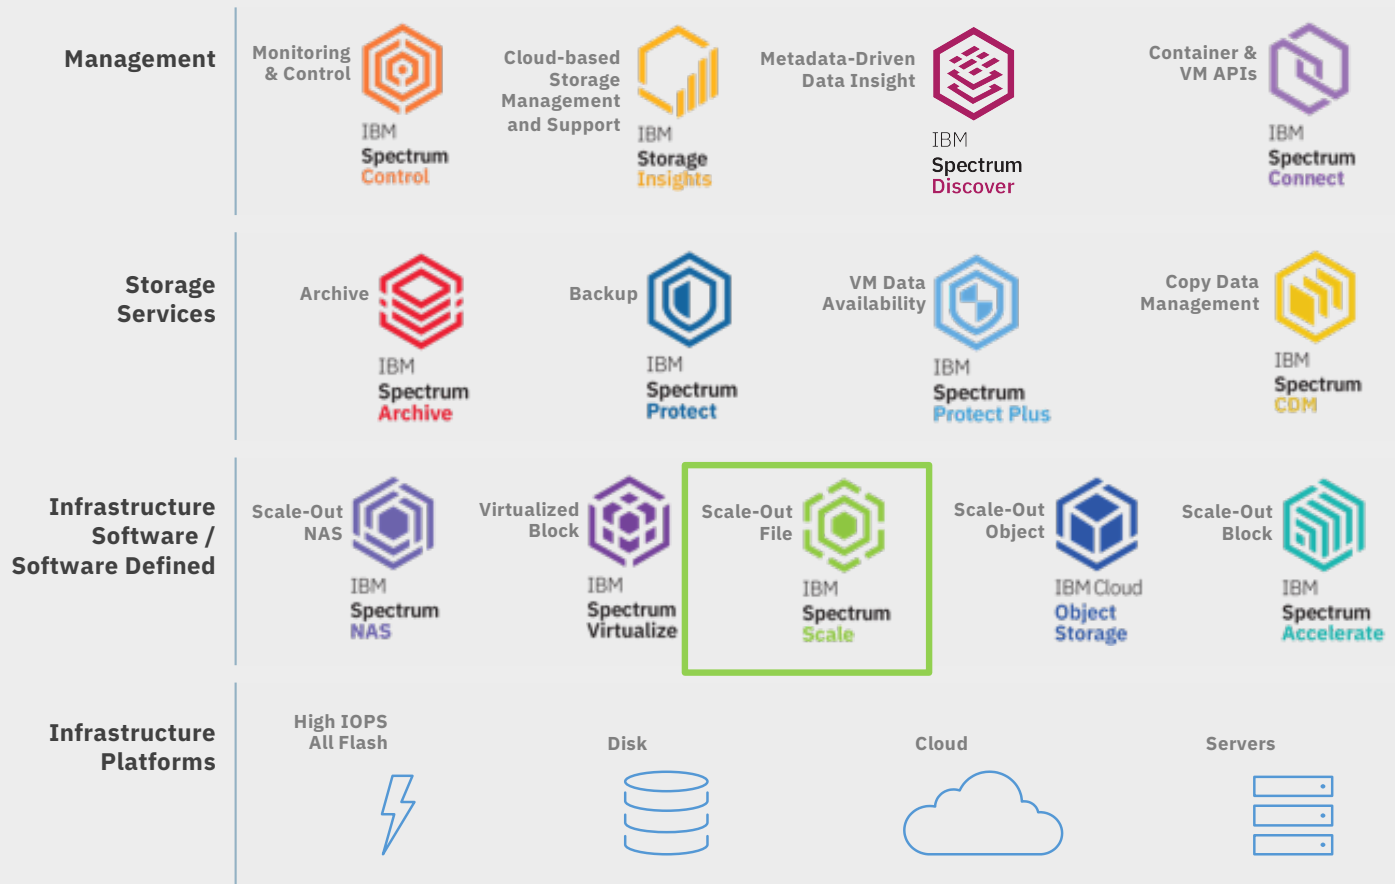 Management
Monitoring
& Control
IBM
Spectrum
Control
Cloud-based
Storage
Management
and Support
IBM
Storage
Insights
Metadata-Driven
Data Insight
IBM
Spectrum
Discover
Container &
VM APIs
IBM
Spectrum
Connect
Storage
Services
Archive
IBM
Spectrum
Archive
Backup
IBM
Spectrum
Protect
VM Data
Availability
IBM
Spectrum
Protect Plus
Copy Data
Management
IBM
Spectrum
CDM
Infrastructure
Software /
Software Defined
Scale-Out
NAS
IBM
Spectrum
NAS
Virtualized
Block
IBM
Spectrum
Virtualize
Scale-Out
File
IBM
Spectrum
Scale
Scale-Out
Object
IBM Cloud
Object
Storage
Scale-Out
Block
IBM
Spectrum
Accelerate
Infrastructure
Platforms
High IOPS
All Flash
Disk
Cloud
Servers